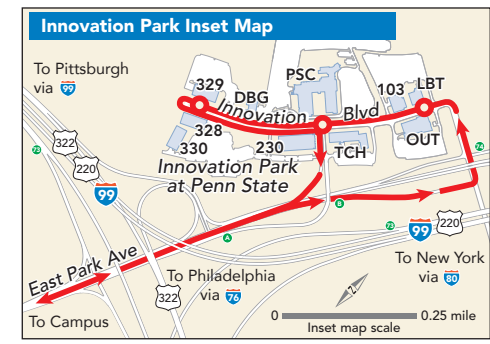 Innovation Park Inset Map
To Pittsburgh
via 99
329
DBG
PSC
103
LBT
Innovation Blvd
328
330
230
TCH
OUT
Innovation Park
at Penn State
73
322
220
99
74
B
A
73
99
220
East Park Ave
To Philadelphia
via 76
322
To New York
via 80
To Campus
N
0
0.25 mile
Inset map scale